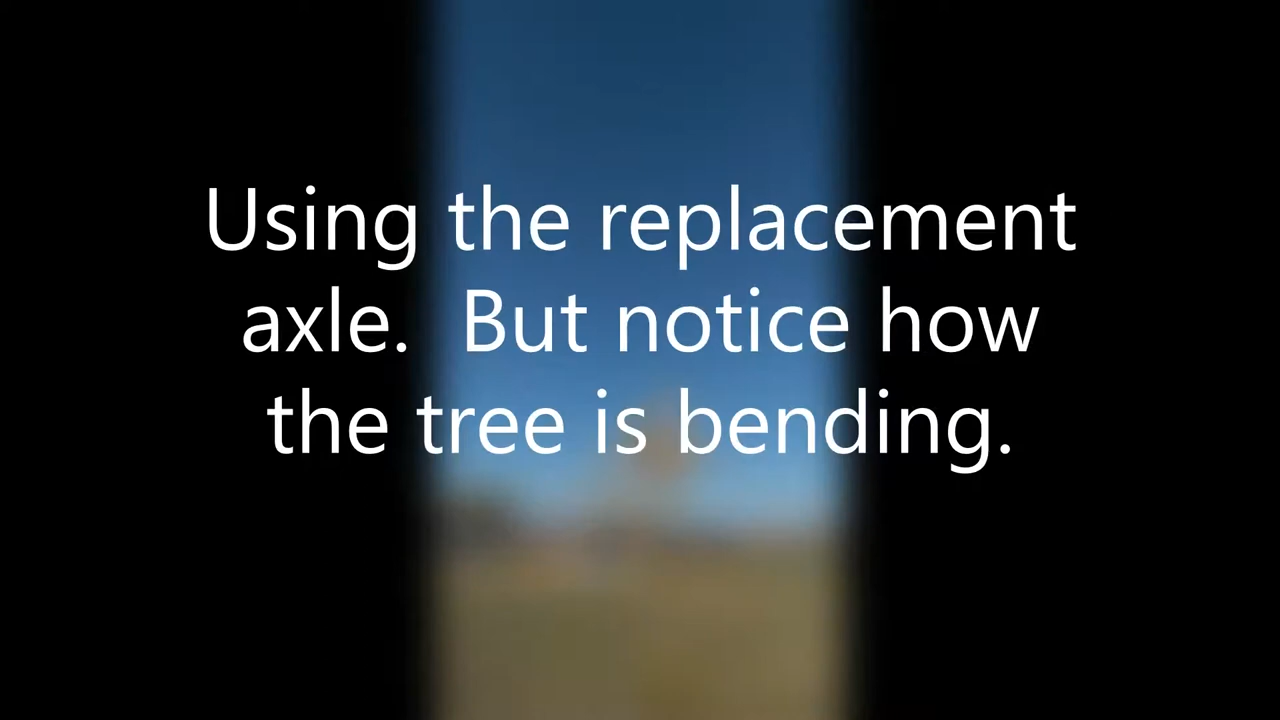 Using the replacement
axle.  But notice how
the tree is bending.